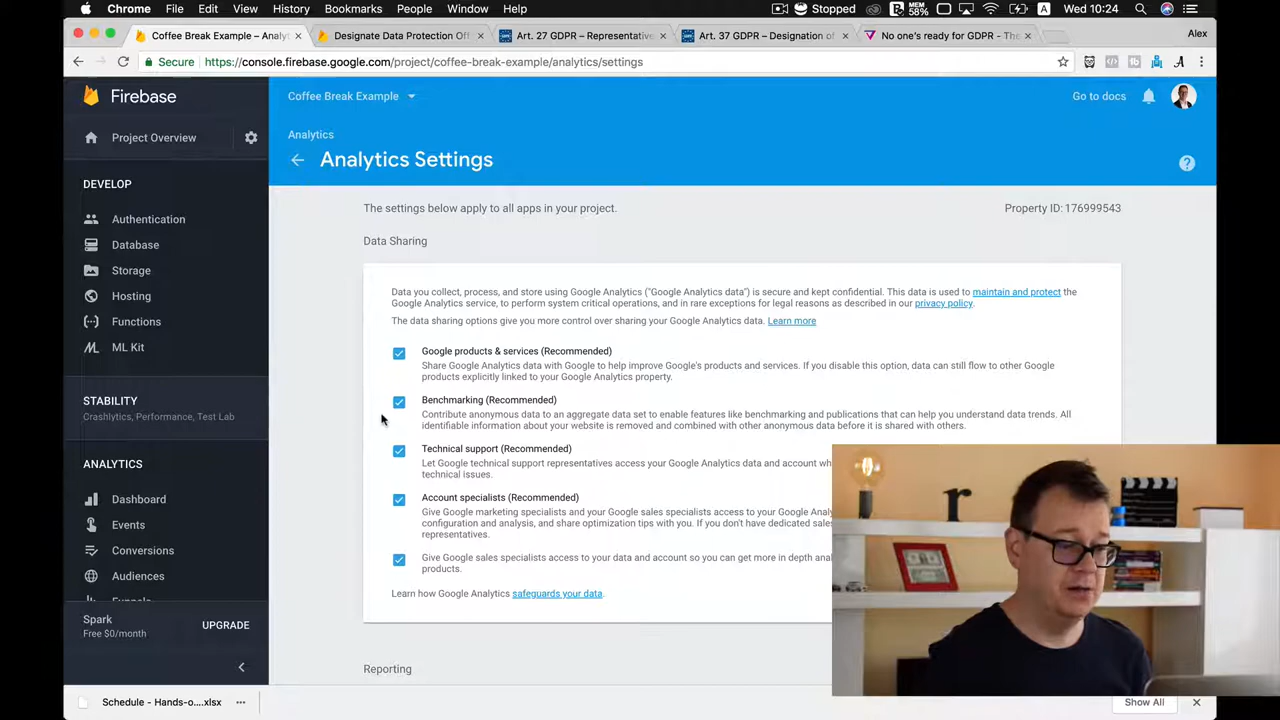 Chrome File Edit View History Bookmarks People Window Help Stopped MEM 58% A Wed 10:24
Coffee Break Example – Analyt Designate Data Protection Off Art. 27 GDPR – Representative Art. 37 GDPR – Designation of No one's ready for GDPR - The Alex
Secure https://console.firebase.google.com/project/coffee-break-example/analytics/settings
Firebase
Coffee Break Example
Go to docs
Project Overview
Analytics
Analytics Settings
DEVELOP
Authentication
Database
Storage
Hosting
Functions
ML Kit
STABILITY
Crashlytics, Performance, Test Lab
ANALYTICS
Dashboard
Events
Conversions
Audiences
Spark
Free $0/month
UPGRADE
The settings below apply to all apps in your project.
Property ID: 176999543
Data Sharing
Data you collect, process, and store using Google Analytics ("Google Analytics data") is secure and kept confidential. This data is used to maintain and protect the
Google Analytics service, to perform system critical operations, and in rare exceptions for legal reasons as described in our privacy policy.
The data sharing options give you more control over sharing your Google Analytics data. Learn more
Google products & services (Recommended)
Share Google Analytics data with Google to help improve Google's products and services. If you disable this option, data can still flow to other Google
products explicitly linked to your Google Analytics property.
Benchmarking (Recommended)
Contribute anonymous data to an aggregate data set to enable features like benchmarking and publications that can help you understand data trends. All
identifiable information about your website is removed and combined with other anonymous data before it is shared with others.
Technical support (Recommended)
Let Google technical support representatives access your Google Analytics data and account
technical issues.
Account specialists (Recommended)
Give Google marketing specialists and your Google sales specialists access to your Google
configuration and analysis, and share optimization tips with you. If you don't have dedicated
representatives.
Give Google sales specialists access to your data and account so you can get more in depth
products.
Learn how Google Analytics safeguards your data.
Reporting
Schedule - Hands-o....xlsx
Show All